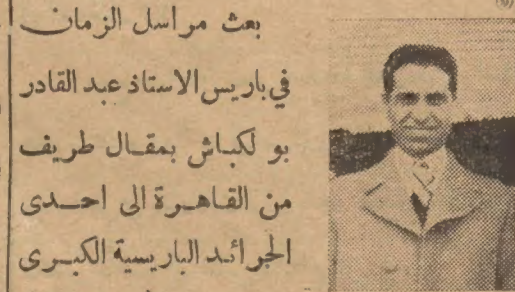 بعث مراسل الزمان
في باريس الاستاذ عبد القادر
بو لكباش بمقال طريف
من القاهرة الى احدى
الجرائد الباريسية الكبرى